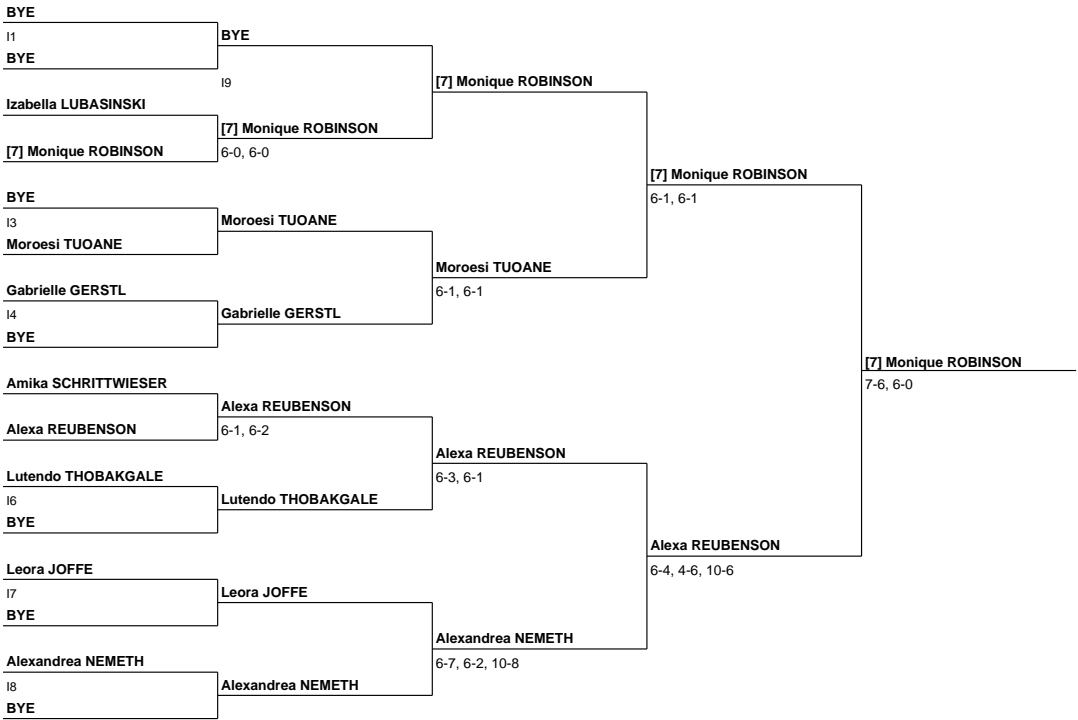 BYE
I1
BYE
BYE
I9
[7] Monique ROBINSON
Izabella LUBASINSKI
[7] Monique ROBINSON
[7] Monique ROBINSON
6-0, 6-0
[7] Monique ROBINSON
6-1, 6-1
BYE
I3
Moroesi TUOANE
Moroesi TUOANE
Moroesi TUOANE
6-1, 6-1
Gabrielle GERSTL
I4
BYE
Gabrielle GERSTL
[7] Monique ROBINSON
7-6, 6-0
Amika SCHRITTWIESER
Alexa REUBENSON
Alexa REUBENSON
6-1, 6-2
Alexa REUBENSON
6-3, 6-1
Lutendo THOBAKGALE
I6
BYE
Lutendo THOBAKGALE
Alexa REUBENSON
6-4, 4-6, 10-6
Leora JOFFE
I7
BYE
Leora JOFFE
Alexandrea NEMETH
6-7, 6-2, 10-8
Alexandrea NEMETH
I8
BYE
Alexandrea NEMETH